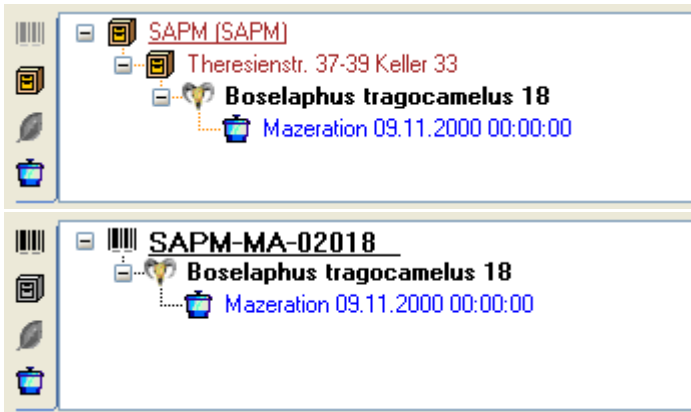 SAPM (SAPM)
Theresienstr. 37-39 Keller 33
Boselaphus tragocamelus 18
Mazeration 09.11.2000 00:00:00
SAPM-MA-02018
Boselaphus tragocamelus 18
Mazeration 09.11.2000 00:00:00